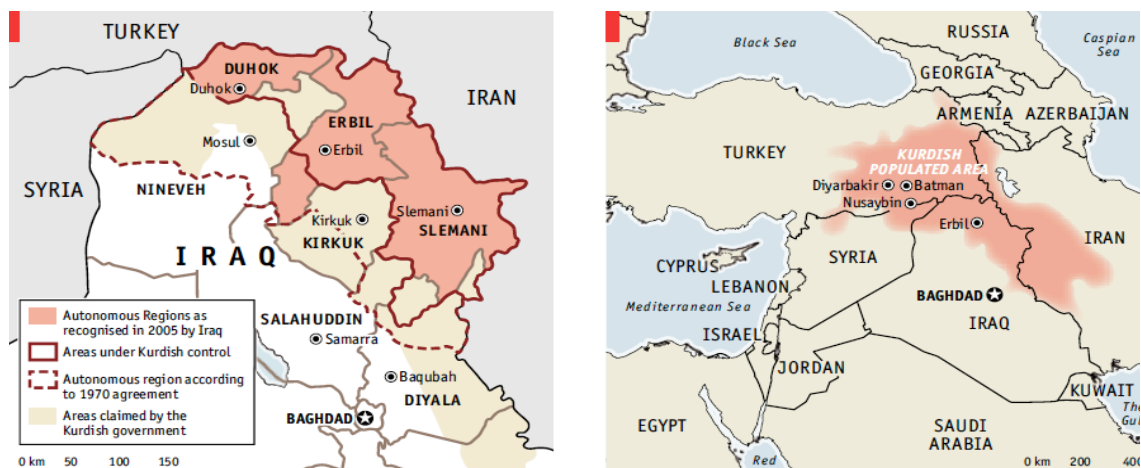 TURKEY
DUHOK
Duhok
IRAN
ERBIL
Mosul
Erbil
SYRIA
NINEVEH
Slemani
Kirkuk
KIRKUK
SLEMANI
IRAQ
Autonomous Regions as
recognised in 2005 by Iraq
Areas under Kurdish control
Autonomous region according
to 1970 agreement
Areas claimed by the
Kurdish government
SALAHUDDIN
Samarra
Baqubah
DIYALA
BAGHDAD
0 km 50 100 150
RUSSIA
Black Sea
Caspian
Sea
GEORGIA
ARMENIA AZERBAIJAN
TURKEY
KURDISH
POPULATED AREA
Diyarbakir Batman
Nusaybin
Erbil
IRAN
SYRIA
CYPRUS
LEBANON
BAGHDAD
Mediterranean Sea
IRAQ
ISRAEL
JORDAN
KUWAIT
The
Gu
EGYPT
SAUDI
ARABIA
Red
0 km 200 400